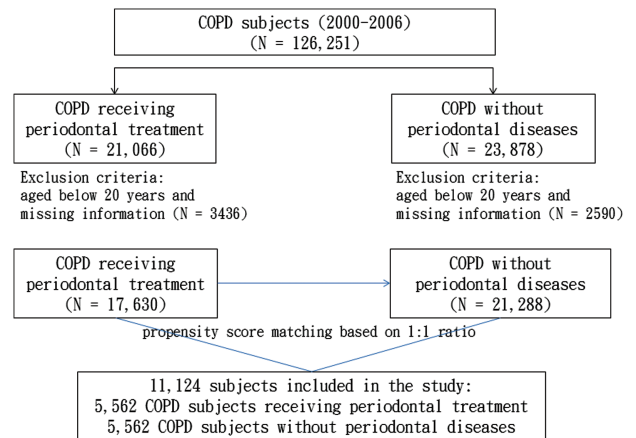 COPD subjects (2000-2006)
(N = 126,251)
COPD receiving
periodontal treatment
(N = 21,066)
COPD without
periodontal diseases
(N = 23,878)
Exclusion criteria:
aged below 20 years and
missing information (N = 3436)
Exclusion criteria:
aged below 20 years and
missing information (N = 2590)
COPD receiving
periodontal treatment
(N = 17,630)
COPD without
periodontal diseases
(N = 21,288)
propensity score matching based on 1:1 ratio
11,124 subjects included in the study:
5,562 COPD subjects receiving periodontal treatment
5,562 COPD subjects without periodontal diseases